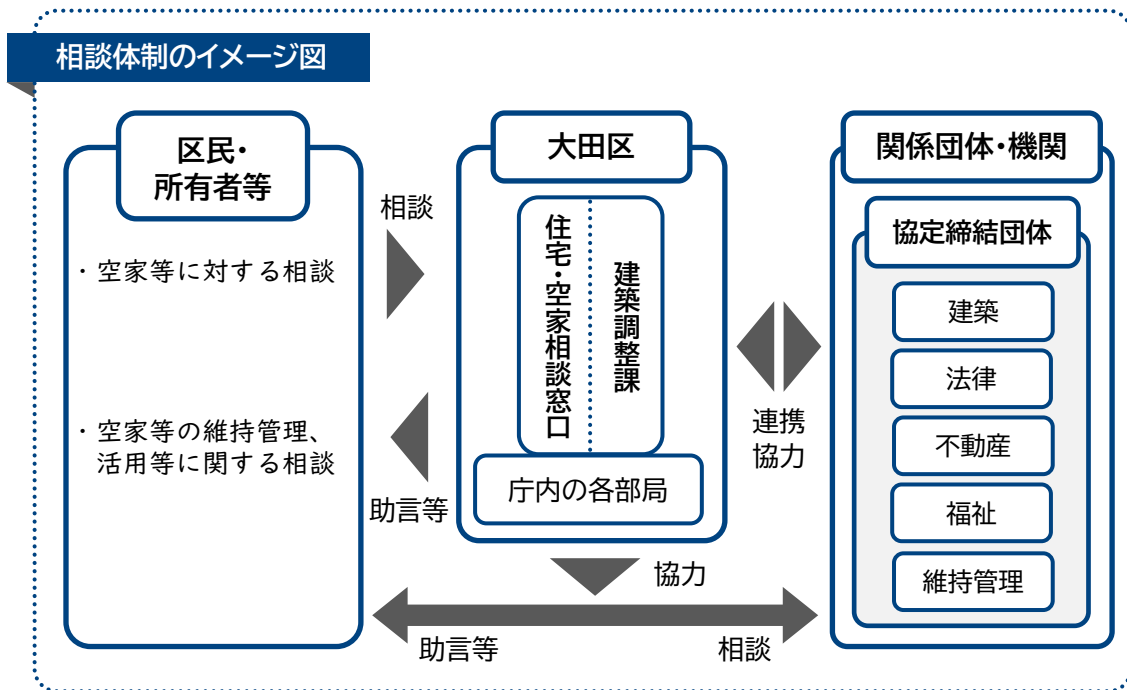 相談体制のイメージ図
区民・
所有者等
・空家等に対する相談
・空家等の維持管理、
活用等に関する相談
相談
助言等
大田区
住宅・空家相談窓口
建築調整課
庁内の各部局
連携
協力
関係団体・機関
協定締結団体
建築
法律
不動産
福祉
維持管理
協力
助言等
相談